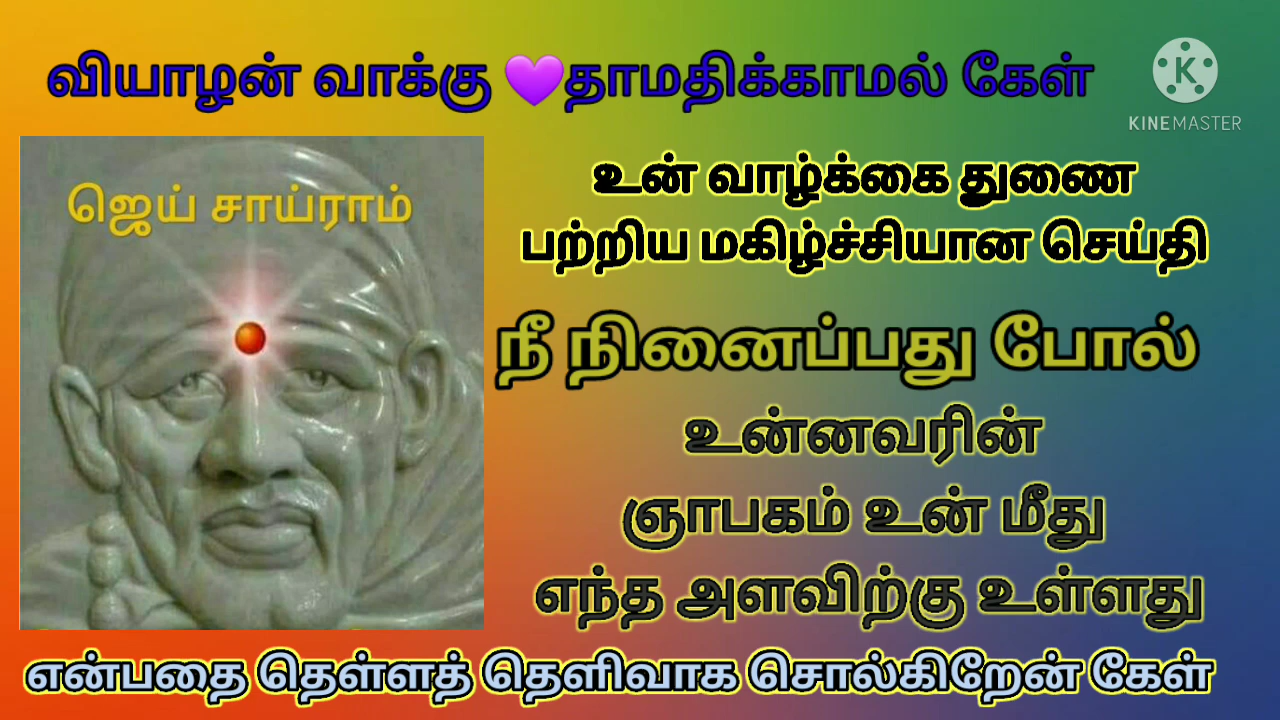 வியாழன் வாக்கு 💜தாமதிக்காமல் கேள்
KINEMASTER
ஜெய் சாய்ராம்
உன் வாழ்க்கை துணை
பற்றிய மகிழ்ச்சியான செய்தி
நீ நினைப்பது போல்
உன்னவரின்
ஞாபகம் உன் மீது
எந்த அளவிற்கு உள்ளது
என்பதை தெள்ளத் தெளிவாக சொல்கிறேன் கேள்